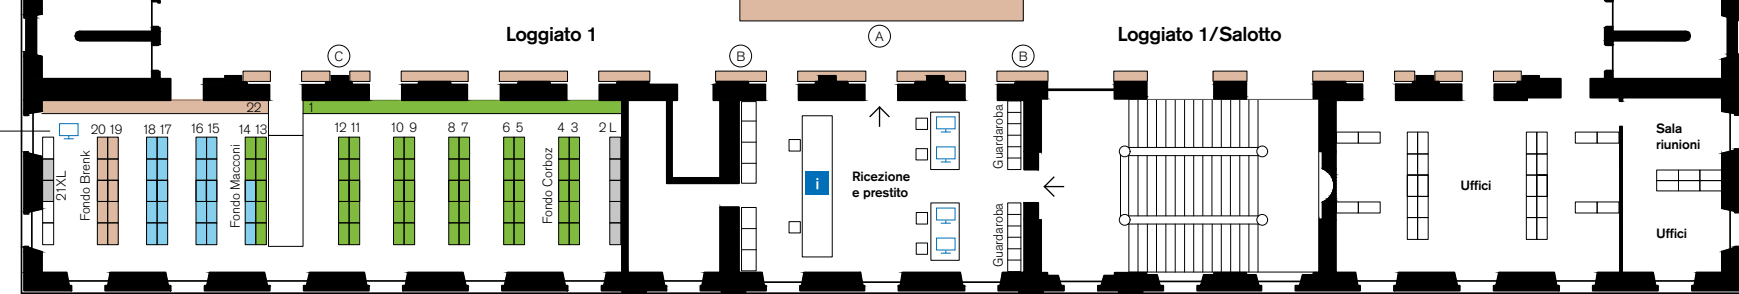 Loggiato 1
Loggiato 1/Salotto
C
B
A
B
22
1
20 19
18 17
16 15
14 13
12 11
10 9
8 7
6 5
4 3
2 L
21XL
Fondo Brenk
Fondo Macconi
Fondo Corboz
i
Ricezione
e prestito
Guardaroba
Guardaroba
Uffici
Sala
riunioni
Uffici